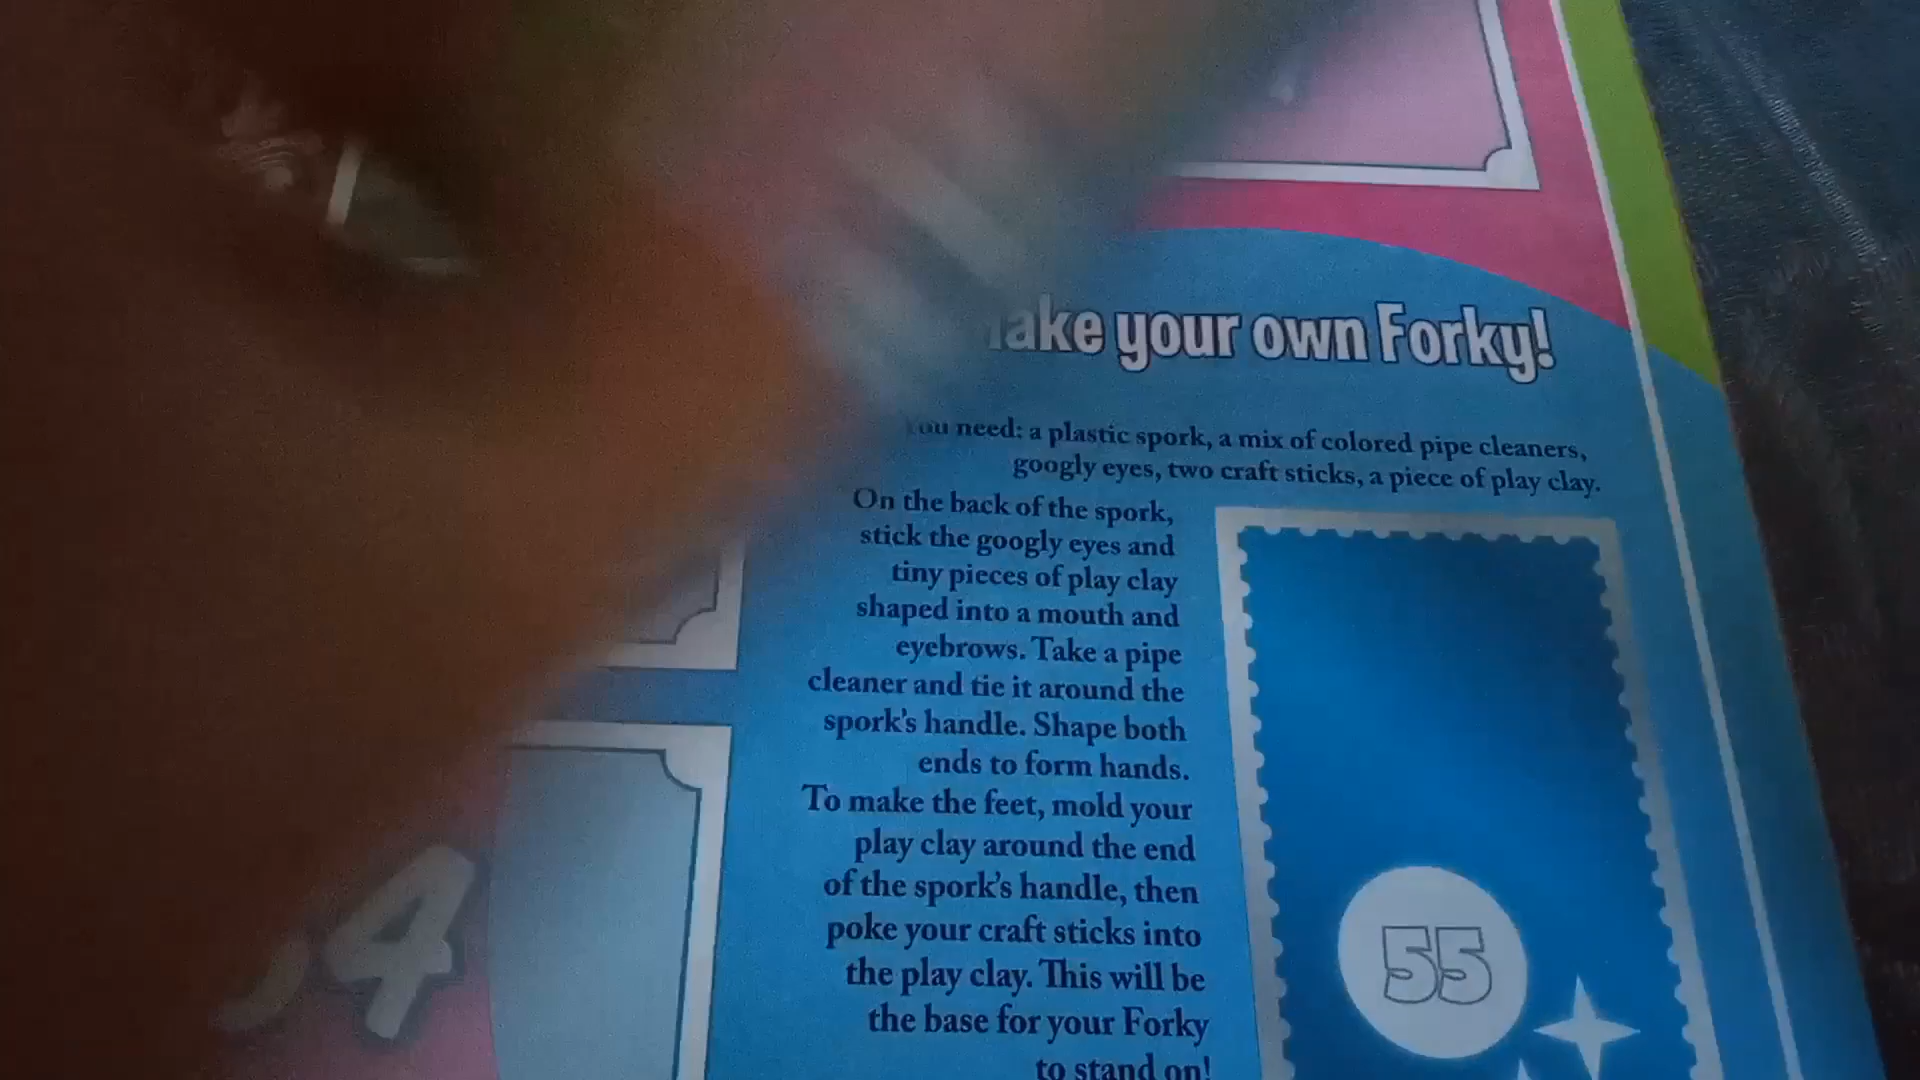 ake your own Forky!
You need: a plastic spork, a mix of colored pipe cleaners,
googly eyes, two craft sticks, a piece of play clay.
On the back of the spork,
stick the googly eyes and
tiny pieces of play clay
shaped into a mouth and
eyebrows. Take a pipe
cleaner and tie it around the
spork's handle. Shape both
ends to form hands.
To make the feet, mold your
play clay around the end
of the spork's handle, then
poke your craft sticks into
the play clay. This will be
the base for your Forky
to stand on!
4
55